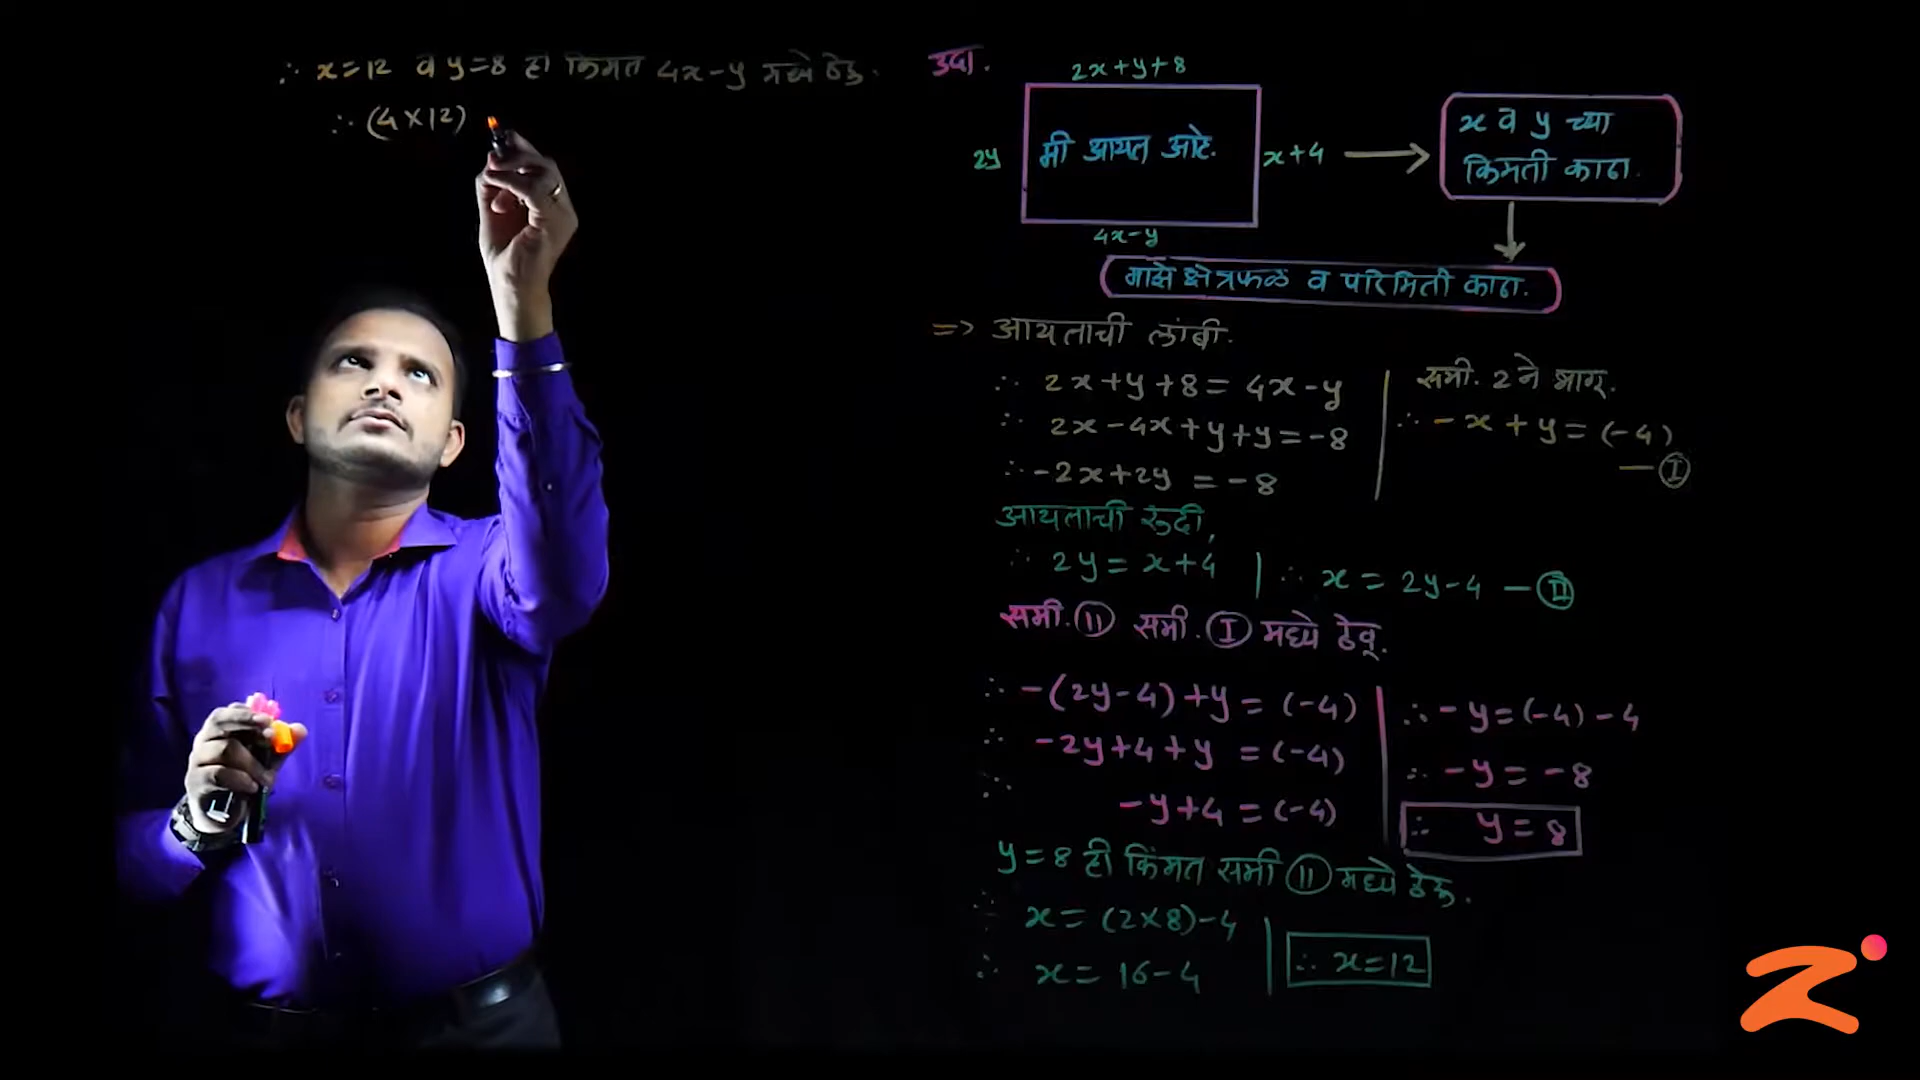 ∴ x=12 व y=8 ही किंमत 4x-y मध्ये ठेऊ.
∴ (4×12)
उदा.
2x+y+8
2y
मी आयत आहे.
x+4
4x-y
x व y च्या
किमती काढा.
माझे क्षेत्रफळ व परिमिती काढा.
=> आयताची लांबी.
∴ 2x+y+8 = 4x-y
∴ 2x-4x+y+y=-8
∴ -2x+2y = -8
समी. 2 ने भागू.
∴ -x+y=(-4)
— I
आयताची रुंदी,
∴ 2y = x+4
∴ x = 2y-4 — II
समी. II समी. I मध्ये ठेवू.
∴ -(2y-4)+y=(-4)
∴ -2y+4+y =(-4)
∴ -y+4=(-4)
∴ -y=(-4)-4
∴ -y=-8
∴ y=8
y=8 ही किंमत समी II मध्ये ठेऊ.
∴ x=(2×8)-4
∴ x= 16-4
∴ x=12